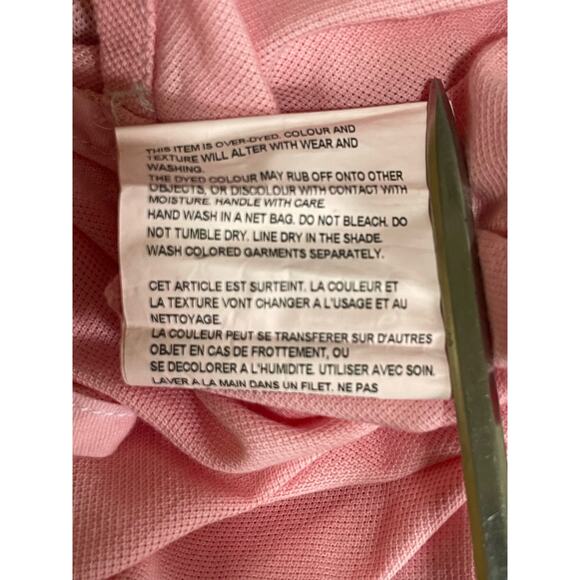 THIS ITEM IS OVER-DYED. COLOUR AND
TEXTURE WILL ALTER WITH WEAR AND
WASHING.
THE DYED COLOUR MAY RUB OFF ONTO OTHER
OBJECTS, OR DISCOLOUR WITH CONTACT WITH
MOISTURE. HANDLE WITH CARE.
HAND WASH IN A NET BAG. DO NOT BLEACH. DO
NOT TUMBLE DRY. LINE DRY IN THE SHADE.
WASH COLORED GARMENTS SEPARATELY.
CET ARTICLE EST SURTEINT. LA COULEUR ET
LA TEXTURE VONT CHANGER A L'USAGE ET AU
NETTOYAGE.
LA COULEUR PEUT SE TRANSFERER SUR D'AUTRES
OBJET EN CAS DE FROTTEMENT, OU
SE DECOLORER A L'HUMIDITE. UTILISER AVEC SOIN.
LAVER A LA MAIN DANS UN FILET. NE PAS